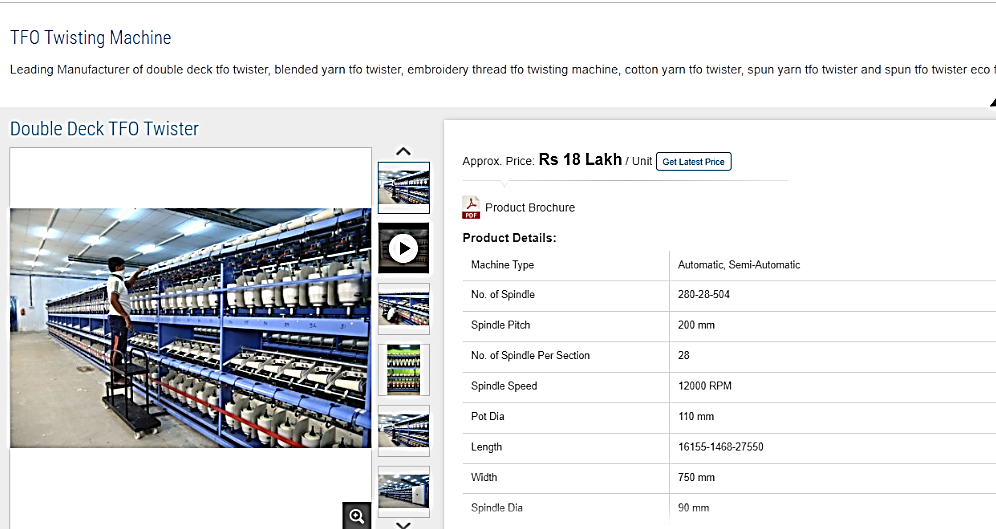 TFO Twisting Machine
Leading Manufacturer of double deck tfo twister, blended yarn tfo twister, embroidery thread tfo twisting machine, cotton yarn tfo twister, spun yarn tfo twister and spun tfo twister eco
Double Deck TFO Twister
Approx. Price: Rs 18 Lakh / Unit Get Latest Price
PDF Product Brochure
Product Details:
Machine Type Automatic, Semi-Automatic
No. of Spindle 280-28-504
Spindle Pitch 200 mm
No. of Spindle Per Section 28
Spindle Speed 12000 RPM
Pot Dia 110 mm
Length 16155-1468-27550
Width 750 mm
Spindle Dia 90 mm